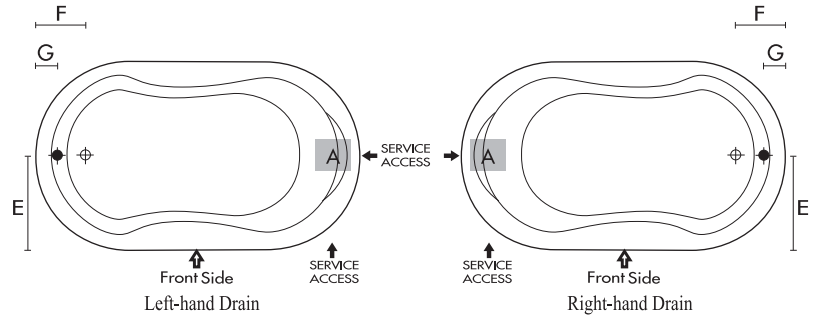 F
G
E
A
SERVICE
ACCESS
Front Side
SERVICE
ACCESS
Left-hand Drain
F
G
E
A
SERVICE
ACCESS
Front Side
Right-hand Drain